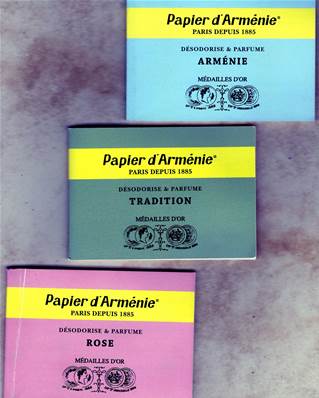 Papier d'Arménie®
PARIS DEPUIS 1885
DÉSODORISE & PARFUME
ARMÉNIE
MÉDAILLES D'OR
Papier d'Arménie®
PARIS DEPUIS 1885
DÉSODORISE & PARFUME
TRADITION
MÉDAILLES D'OR
Papier d'Arménie®
PARIS DEPUIS 1885
DÉSODORISE & PARFUME
ROSE
MÉDAILLES D'OR